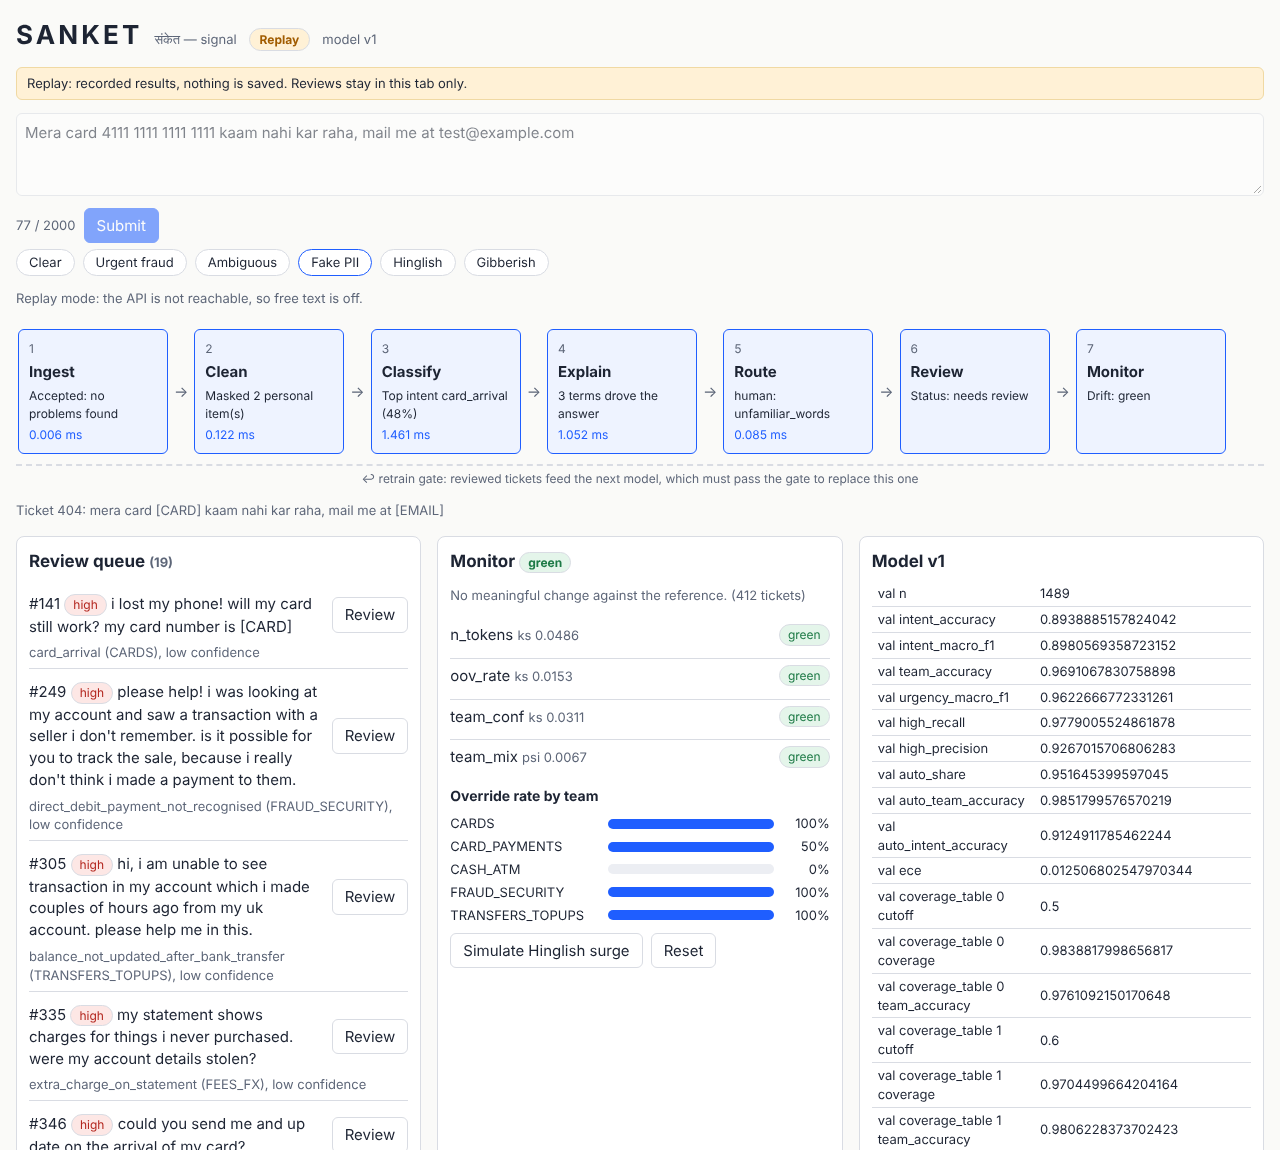 SANKET संकेत — signal Replay model v1
Replay: recorded results, nothing is saved. Reviews stay in this tab only.
Mera card 4111 1111 1111 1111 kaam nahi kar raha, mail me at test@example.com
77 / 2000 Submit
Clear Urgent fraud Ambiguous Fake PII Hinglish Gibberish
Replay mode: the API is not reachable, so free text is off.
1
Ingest
Accepted: no
problems found
0.006 ms
→
2
Clean
Masked 2 personal
item(s)
0.122 ms
→
3
Classify
Top intent card_arrival
(48%)
1.461 ms
→
4
Explain
3 terms drove the
answer
1.052 ms
→
5
Route
human:
unfamiliar_words
0.085 ms
→
6
Review
Status: needs review
→
7
Monitor
Drift: green
↩ retrain gate: reviewed tickets feed the next model, which must pass the gate to replace this one
Ticket 404: mera card [CARD] kaam nahi kar raha, mail me at [EMAIL]
Review queue (19)
#141 high i lost my phone! will my card
still work? my card number is [CARD]
Review
card_arrival (CARDS), low confidence
#249 high please help! i was looking at
my account and saw a transaction with a
seller i don't remember. is it possible for
you to track the sale, because i really
don't think i made a payment to them.
Review
direct_debit_payment_not_recognised (FRAUD_SECURITY),
low confidence
#305 high hi, i am unable to see
transaction in my account which i made
couples of hours ago from my uk
account. please help me in this.
Review
balance_not_updated_after_bank_transfer
(TRANSFERS_TOPUPS), low confidence
#335 high my statement shows
charges for things i never purchased.
were my account details stolen?
Review
extra_charge_on_statement (FEES_FX), low confidence
#346 high could you send me and up
date on the arrival of my card?
Review
Monitor green
No meaningful change against the reference. (412 tickets)
n_tokens ks 0.0486 green
oov_rate ks 0.0153 green
team_conf ks 0.0311 green
team_mix psi 0.0067 green
Override rate by team
CARDS 100%
CARD_PAYMENTS 50%
CASH_ATM 0%
FRAUD_SECURITY 100%
TRANSFERS_TOPUPS 100%
Simulate Hinglish surge Reset
Model v1
val n 1489
val intent_accuracy 0.8938885157824042
val intent_macro_f1 0.8980569358723152
val team_accuracy 0.9691067830758898
val urgency_macro_f1 0.9622666772331261
val high_recall 0.9779005524861878
val high_precision 0.9267015706806283
val auto_share 0.951645399597045
val auto_team_accuracy 0.9851799576570219
val
auto_intent_accuracy 0.9124911785462244
val ece 0.012506802547970344
val coverage_table 0
cutoff 0.5
val coverage_table 0
coverage 0.9838817998656817
val coverage_table 0
team_accuracy 0.9761092150170648
val coverage_table 1
cutoff 0.6
val coverage_table 1
coverage 0.9704499664204164
val coverage_table 1
team_accuracy 0.9806228373702423